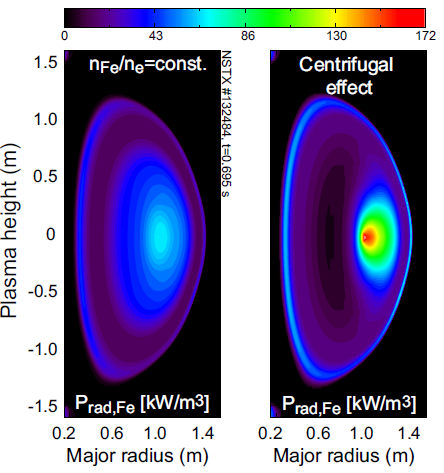 0 43 86 129 172
nFe/ne=const.
Centrifugal
effect
NSTX #132484, t=0.695 s
Plasma height (m)
1.5
1.0
0.5
0
-0.5
-1.0
-1.5
Prad,Fe [kW/m3]
Prad,Fe [kW/m3]
0.2 0.6 1.0 1.4
0.2 0.6 1.0 1.4
Major radius (m)
Major radius (m)